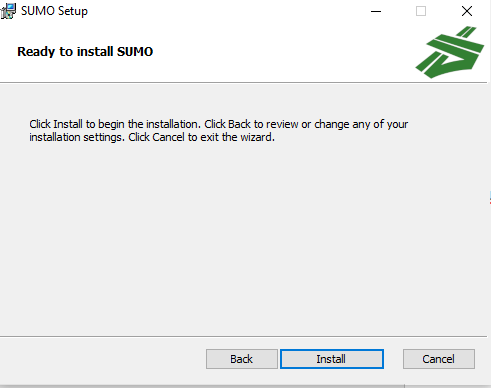 SUMO Setup
Ready to install SUMO
Click Install to begin the installation. Click Back to review or change any of your
installation settings. Click Cancel to exit the wizard.
Back
Install
Cancel